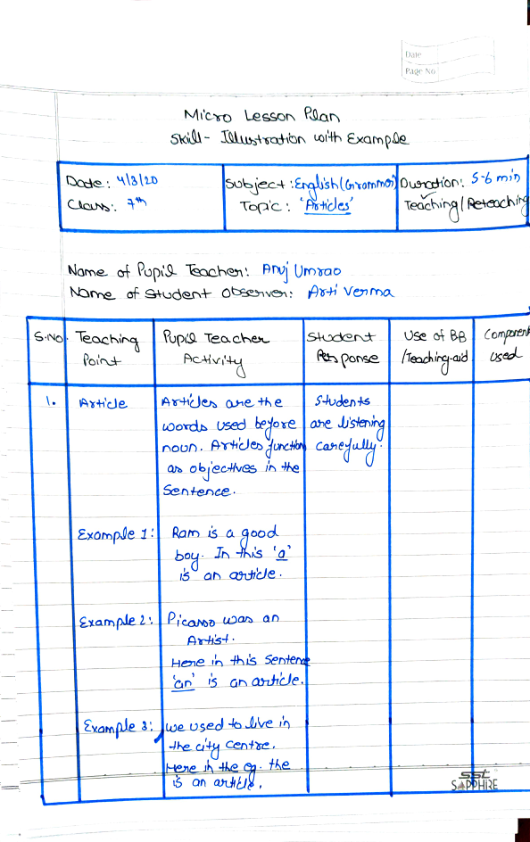 Date
Page No
Micro Lesson Plan
Skill- Illustration with Example
Date: 4/3/20
Class: 7th
Subject: English(Grammar)
Topic: 'Articles'
Duration: 5-6 min
Teaching/Reteaching
Name of Pupil Teacher: Anuj Umrao
Name of Student Observer: Arti Verma
S.No.
Teaching
Point
Pupil Teacher
Activity
Student
Response
Use of BB
/Teaching-aid
Component
used
1.
Article
Articles are the
words used before
noun. Articles function
as objectives in the
Sentence.
Students
are listening
carefully.
Example 1:
Ram is a good
boy. In this 'a'
is an article.
Example 2:
Picasso was an
Artist.
Here in this Sentence
'an' is an article.
Example 3:
we used to live in
the city centre.
Here in the eg. the
is an article.
SSL
SAPPHIRE